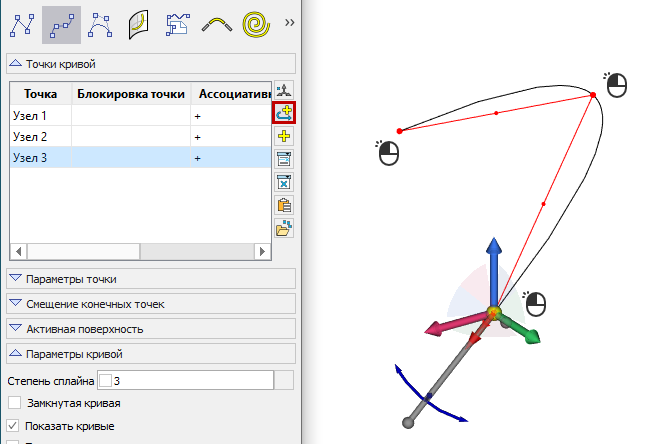 »
Точки кривой
Точка Блокировка точки Ассоциативн
Узел 1 +
Узел 2 +
Узел 3 +
Параметры точки
Смещение конечных точек
Активная поверхность
Параметры кривой
Степень сплайна 3
Замкнутая кривая
Показать кривые